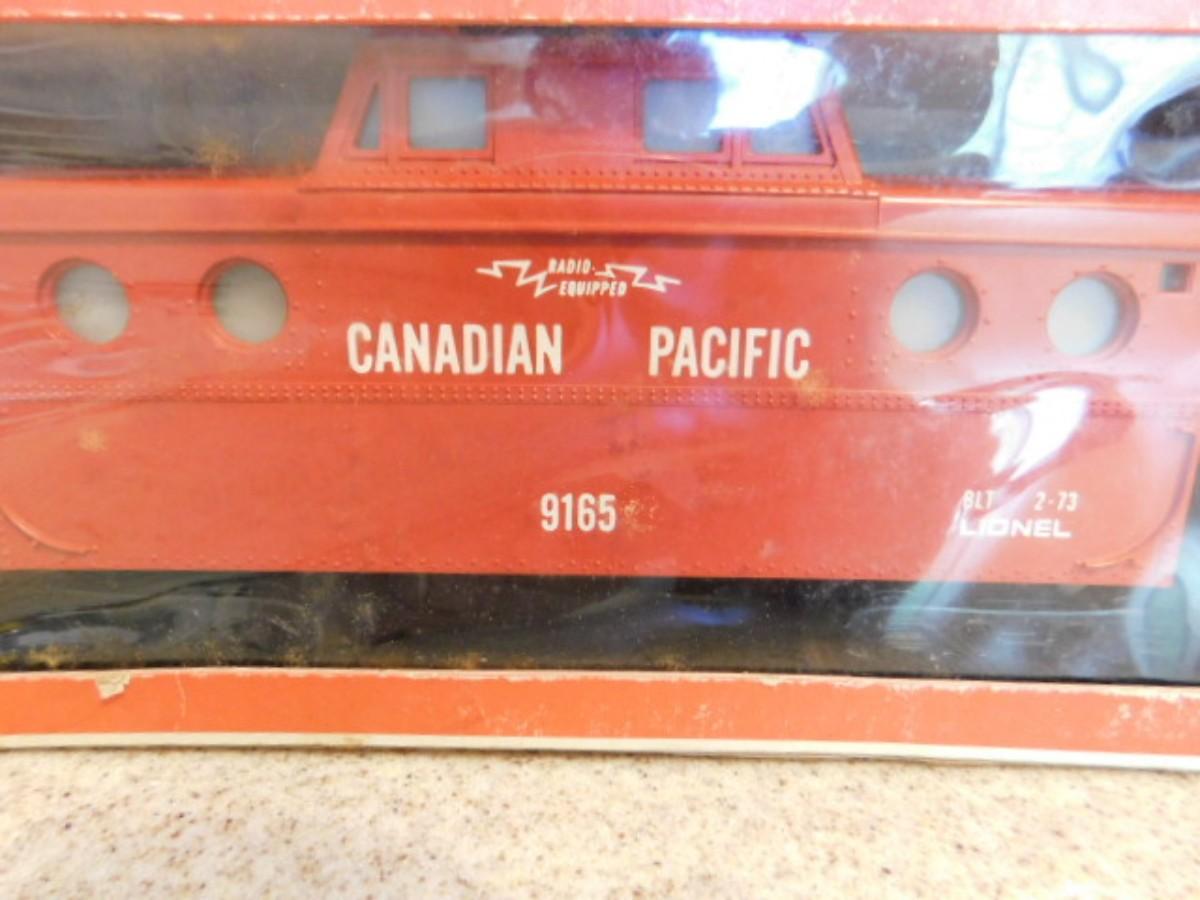 RADIO-
EQUIPPED
CANADIAN PACIFIC
9165
BLT 2-73
LIONEL